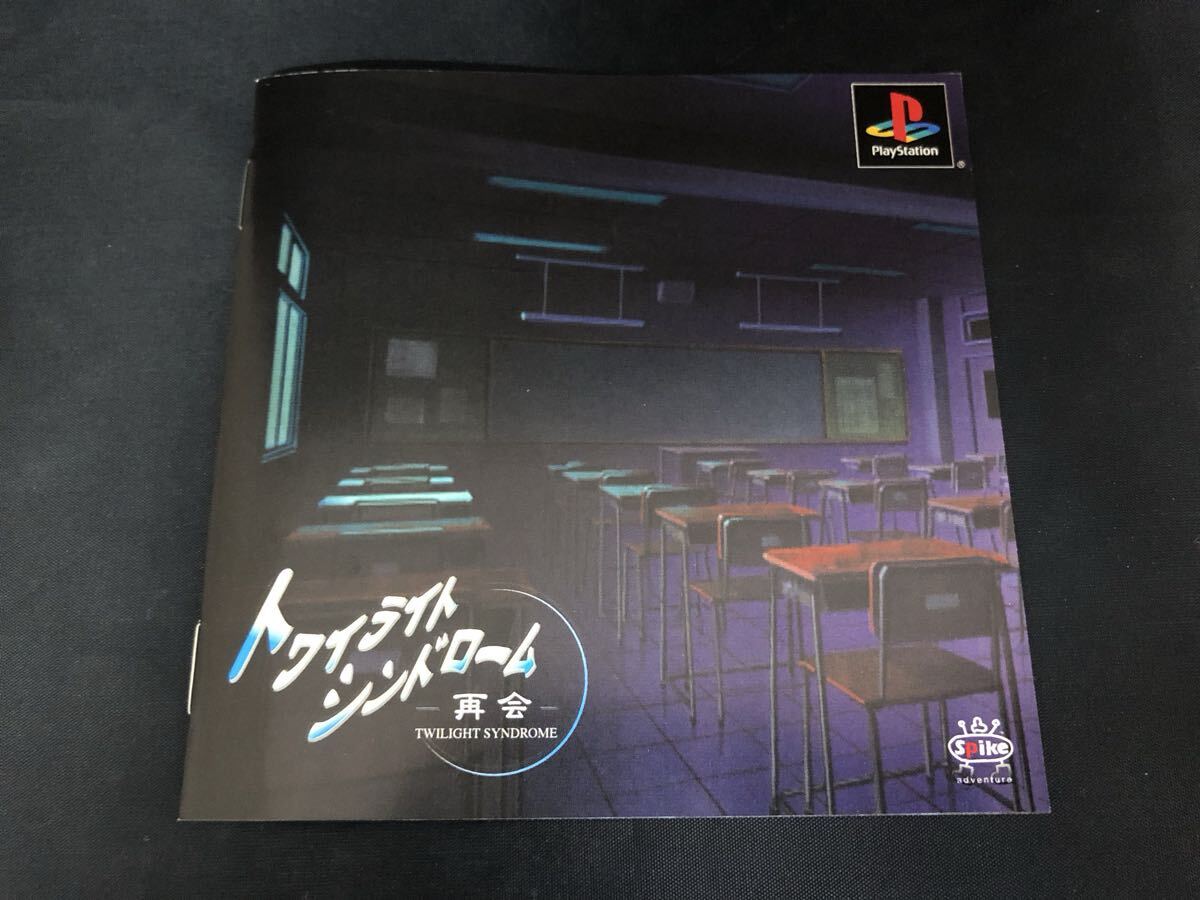 PlayStation
®
トワイライト
シンドローム
再会
TWILIGHT SYNDROME
Spike
adventure